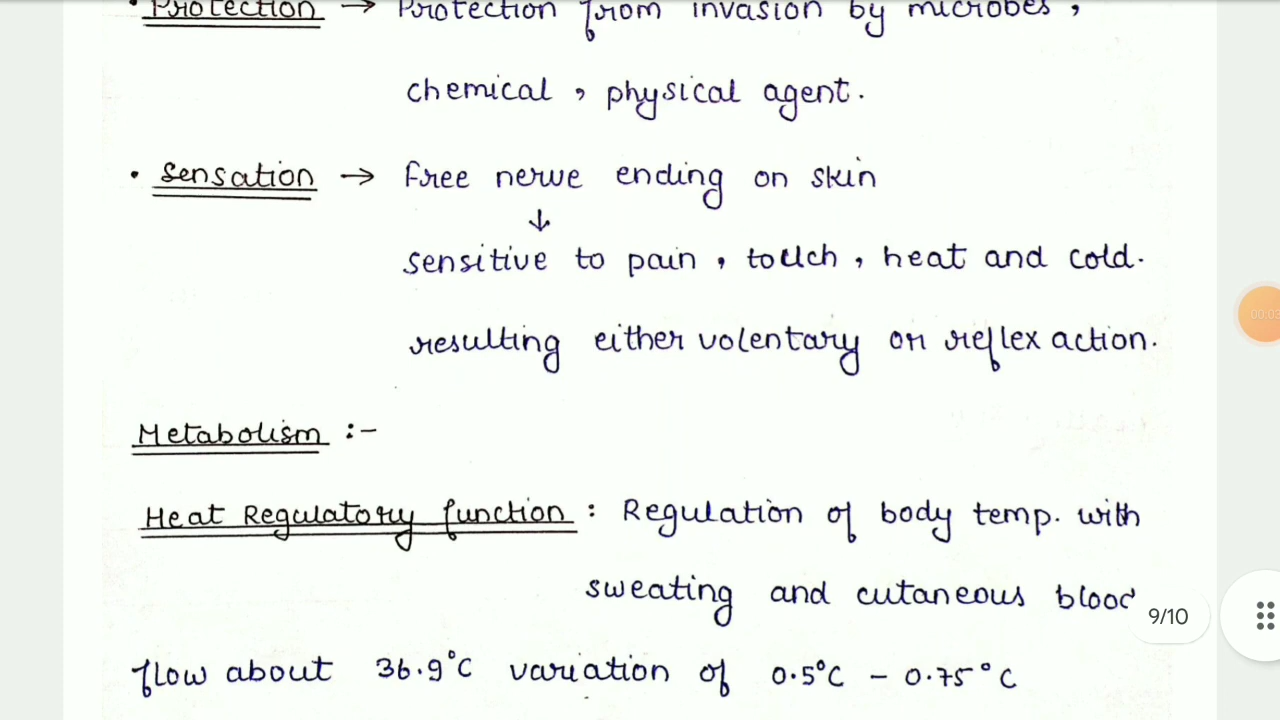 • Protection → Protection from invasion by microbes,
chemical, physical agent.
• Sensation → free nerve ending on skin
↓
sensitive to pain, touch, heat and cold.
resulting either volentary or reflex action.
Metabolism :-
Heat Regulatory function : Regulation of body temp. with
sweating and cutaneous blood
flow about 36.9°C variation of 0.5°C - 0.75°C
00:03
9/10